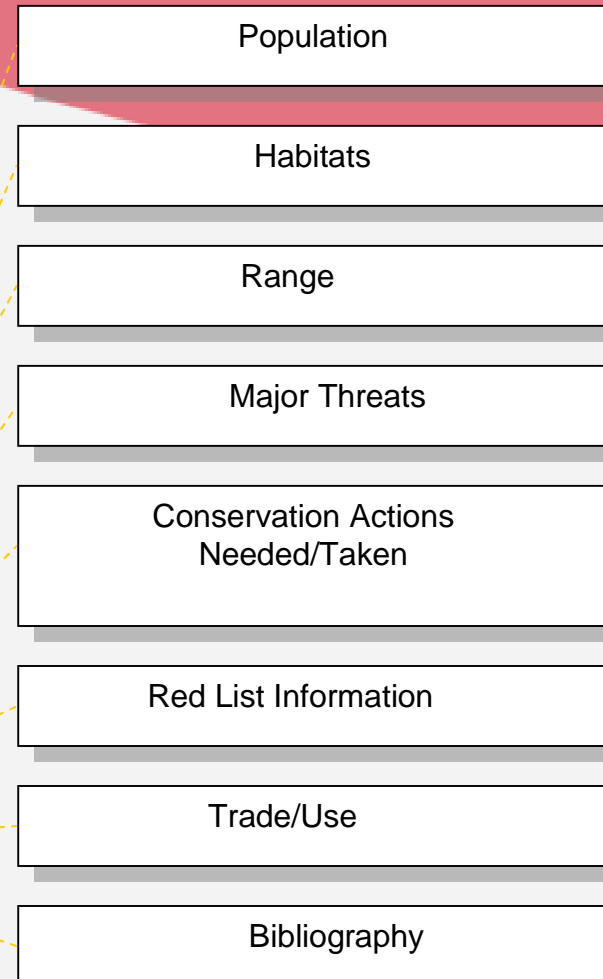 Population
Habitats
Range
Major Threats
Conservation Actions
Needed/Taken
Red List Information
Trade/Use
Bibliography